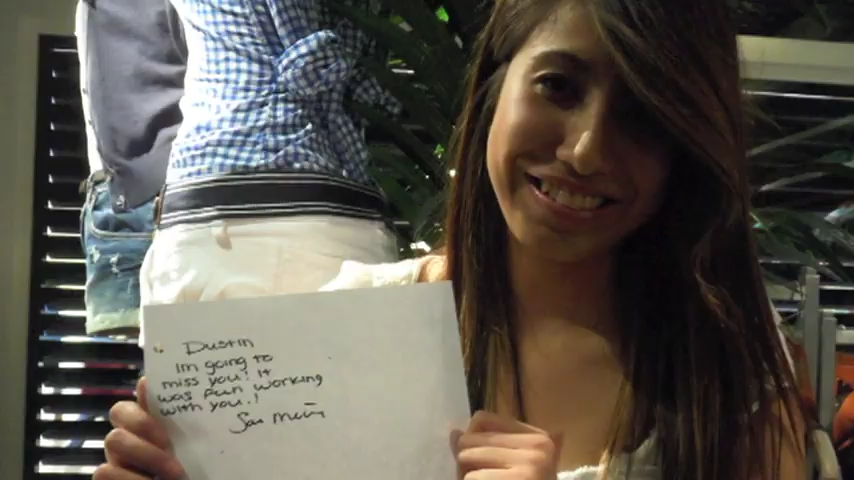 Dustin
Im going to
miss you! it
was fun working
with you!